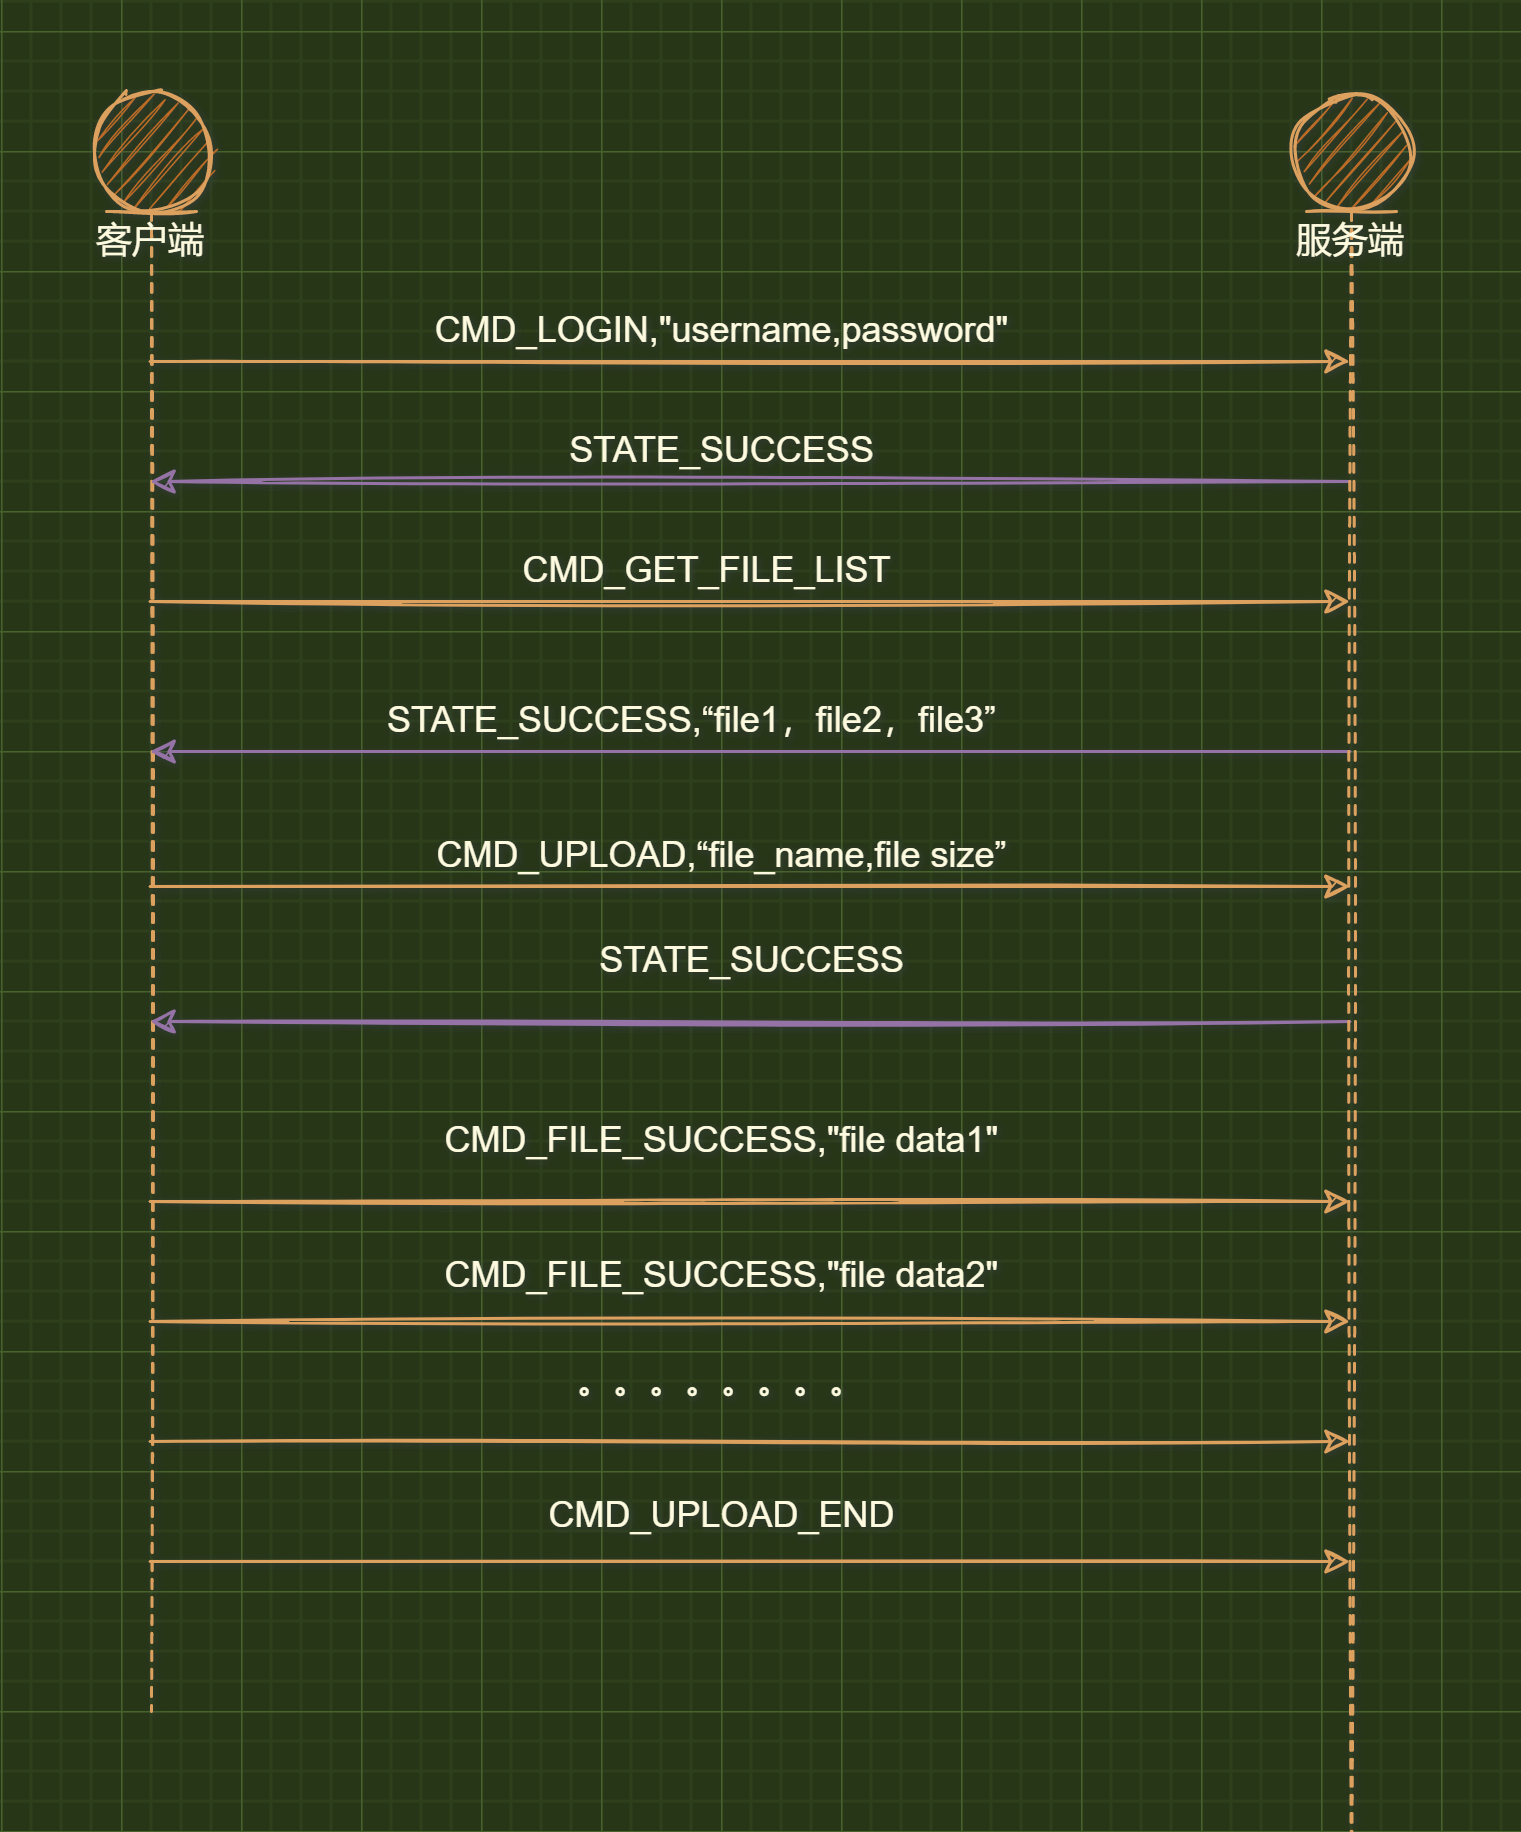 客户端
服务端
CMD_LOGIN,"username,password"
STATE_SUCCESS
CMD_GET_FILE_LIST
STATE_SUCCESS,“file1，file2，file3”
CMD_UPLOAD,“file_name,file size”
STATE_SUCCESS
CMD_FILE_SUCCESS,"file data1"
CMD_FILE_SUCCESS,"file data2"
。。。。。。。。
CMD_UPLOAD_END